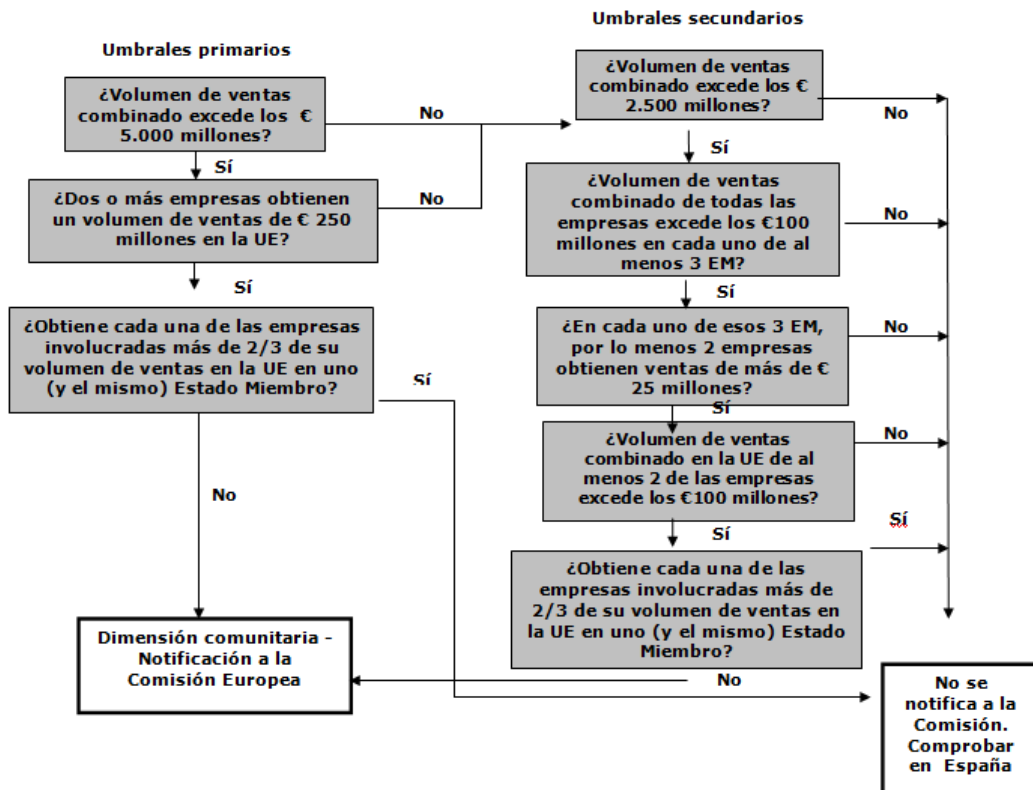 Umbrales primarios
¿Volumen de ventas
combinado excede los €
5.000 millones?
No
Sí
¿Dos o más empresas obtienen
un volumen de ventas de € 250
millones en la UE?
No
Sí
¿Obtiene cada una de las empresas
involucradas más de 2/3 de su
volumen de ventas en la UE en uno
(y el mismo) Estado Miembro?
Sí
No
Dimensión comunitaria -
Notificación a la
Comisión Europea
Umbrales secundarios
¿Volumen de ventas
combinado excede los €
2.500 millones?
No
Sí
¿Volumen de ventas
combinado de todas las
empresas excede los €100
millones en cada uno de al
menos 3 EM?
No
Sí
¿En cada uno de esos 3 EM,
por lo menos 2 empresas
obtienen ventas de más de €
25 millones?
No
Sí
¿Volumen de ventas
combinado en la UE de al
menos 2 de las empresas
excede los €100 millones?
No
Sí
¿Obtiene cada una de las
empresas involucradas más de
2/3 de su volumen de ventas en
la UE en uno (y el mismo) Estado
Miembro?
Sí
No
No se
notifica a la
Comisión.
Comprobar
en España